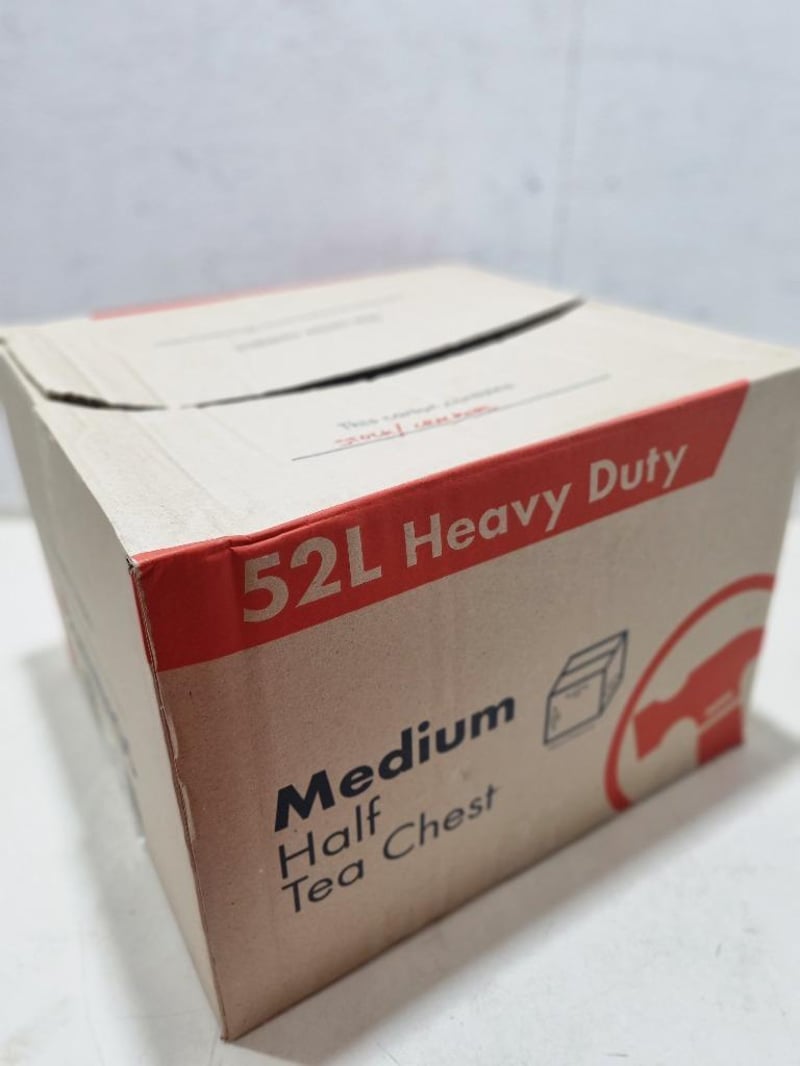 This carton contains
52L Heavy Duty
Medium
Half
Tea Chest